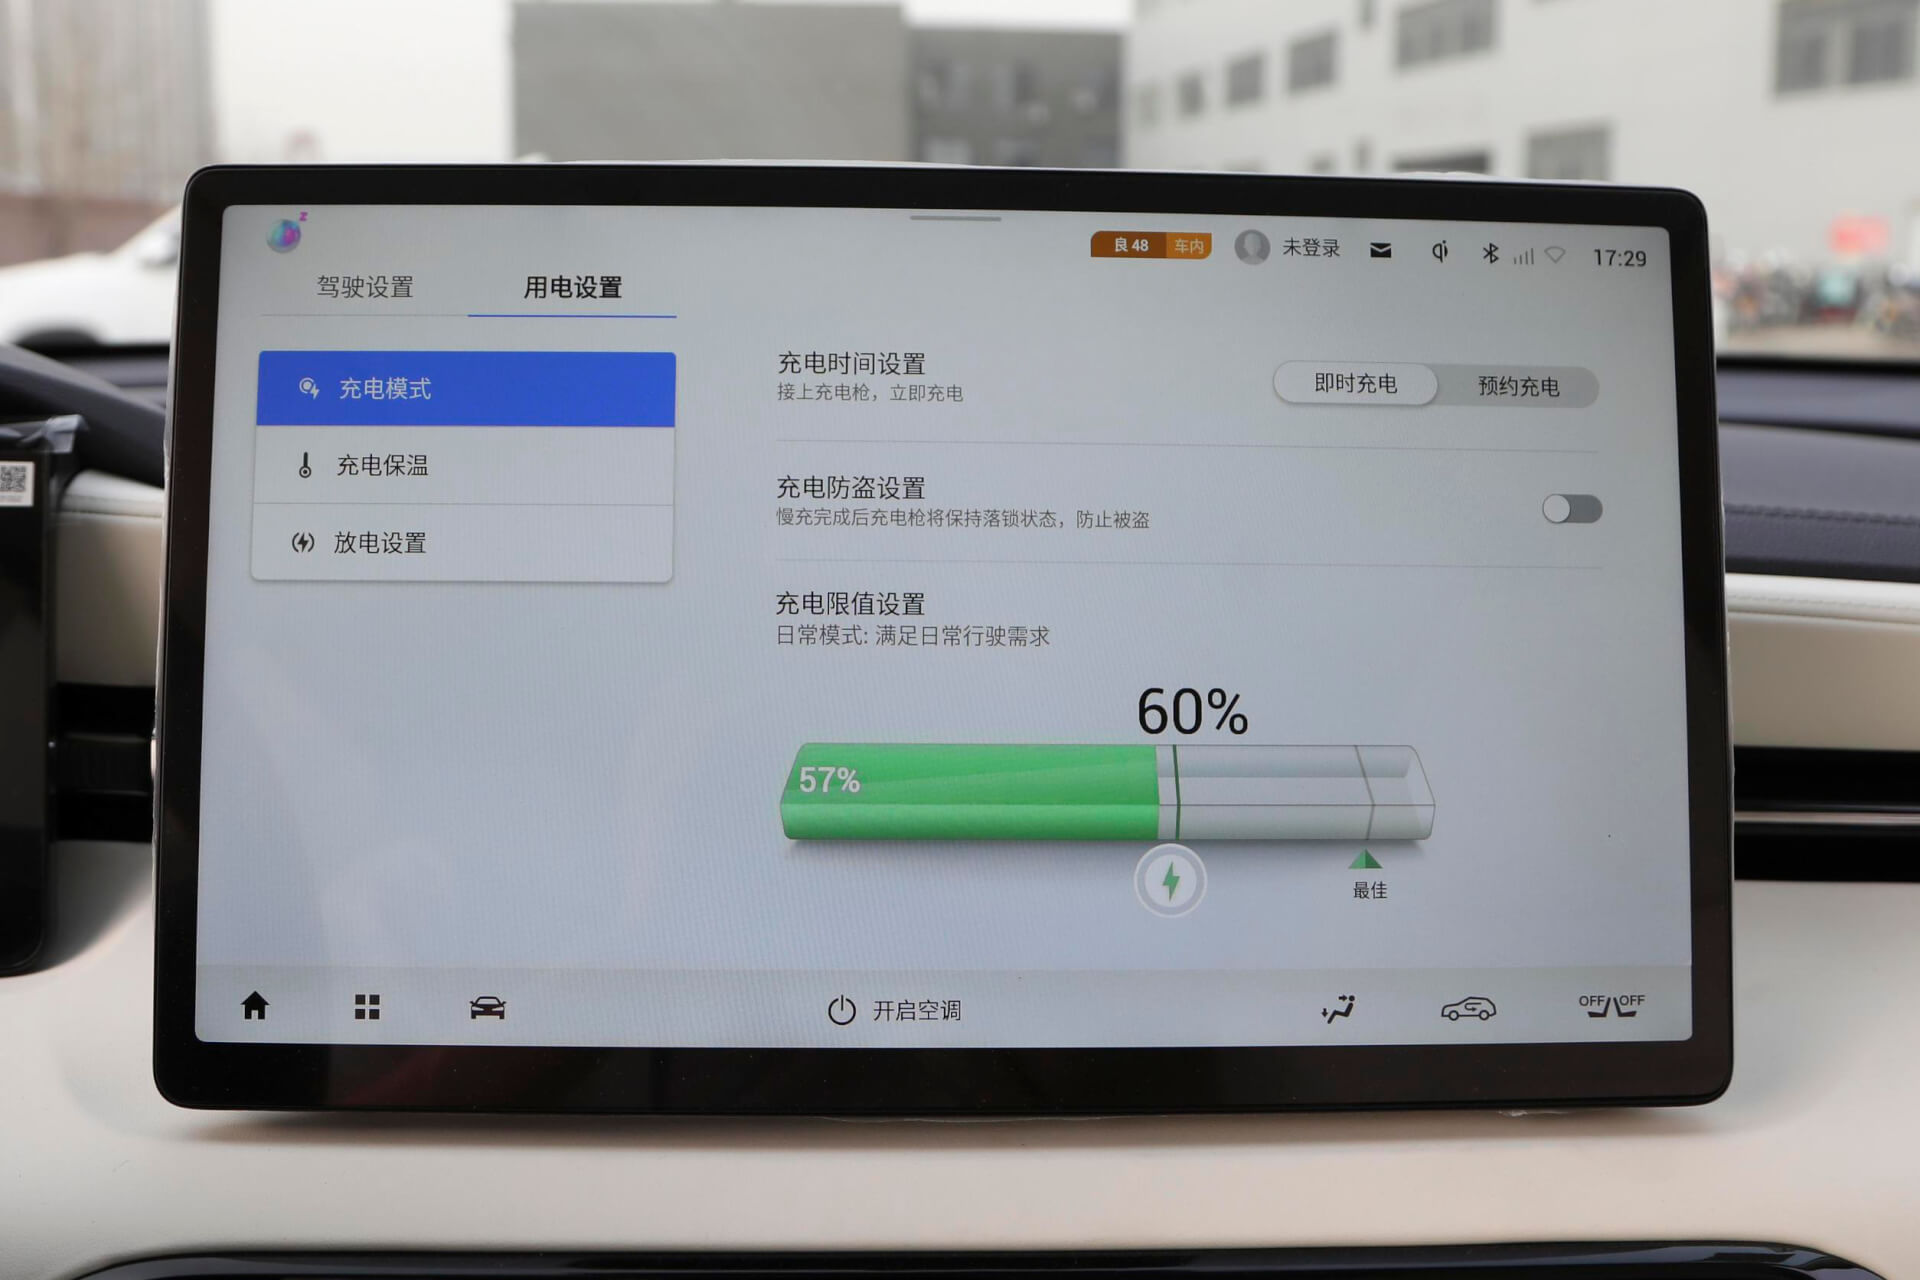 z
良 48 车内
未登录
17:29
驾驶设置
用电设置
充电模式
充电保温
放电设置
充电时间设置
接上充电枪，立即充电
即时充电
预约充电
充电防盗设置
慢充完成后充电枪将保持落锁状态，防止被盗
充电限值设置
日常模式: 满足日常行驶需求
60%
57%
最佳
开启空调
OFF OFF